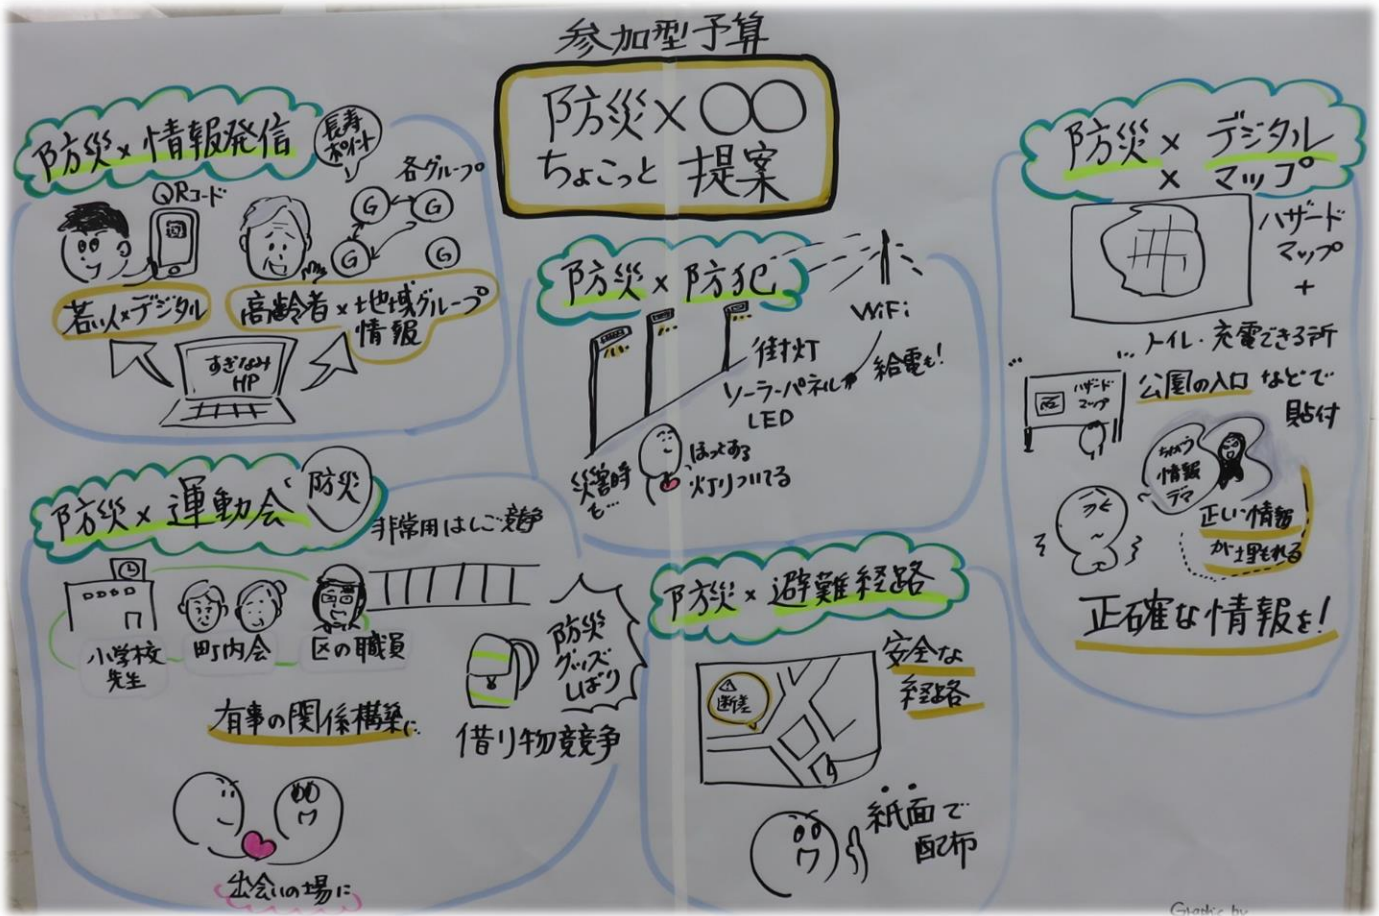 参加型予算
防災×〇〇
ちょこっと 提案
防災×情報発信
長寿
ポイント
各グループ
QRコード
G
G
G
G
若い人×デジタル
高齢者×地域グループ
情報
すぎなみ
HP
防災×防犯
WiFi
街灯
ソーラーパネル
LED
給電も!
災害時
も…
ほっとする
灯りついてる
防災×デジタル
×マップ
ハザード
マップ
+
トイレ・充電できる所
公園の入口などで
貼付
ハザード
マップ
ちがう
情報
デマ
正しい情報
が埋もれる
正確な情報を!
防災×運動会
防災
非常用はしご競争
小学校
先生
町内会
区の職員
防災
グッズ
しばり
借り物競争
有事の関係構築に
出会いの場に
防災×避難経路
段差
安全な
経路
紙面で
配布
Graphic by